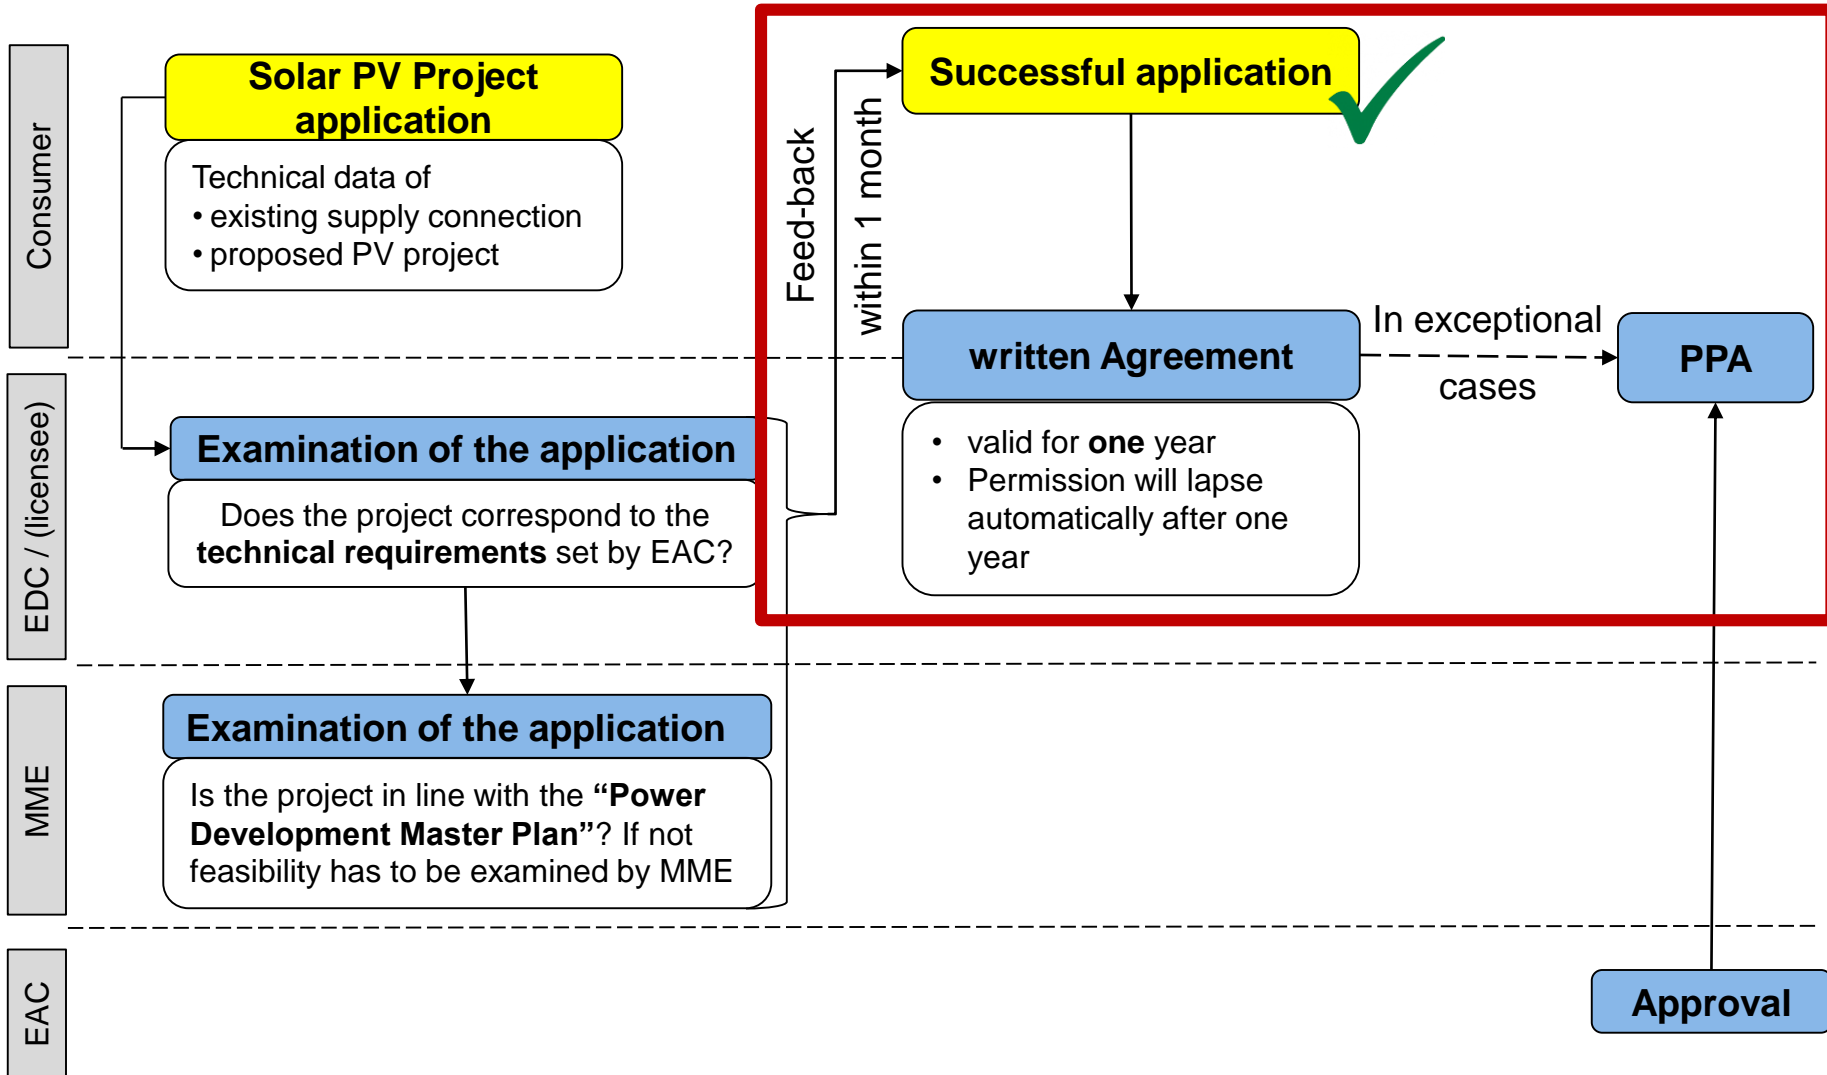 Consumer
Solar PV Project
application
Technical data of
• existing supply connection
• proposed PV project
Feed-back
within 1 month
Successful application
written Agreement
In exceptional
cases
PPA
• valid for one year
• Permission will lapse
automatically after one
year
EDC / (licensee)
Examination of the application
Does the project correspond to the
technical requirements set by EAC?
MME
Examination of the application
Is the project in line with the “Power
Development Master Plan”? If not
feasibility has to be examined by MME
EAC
Approval